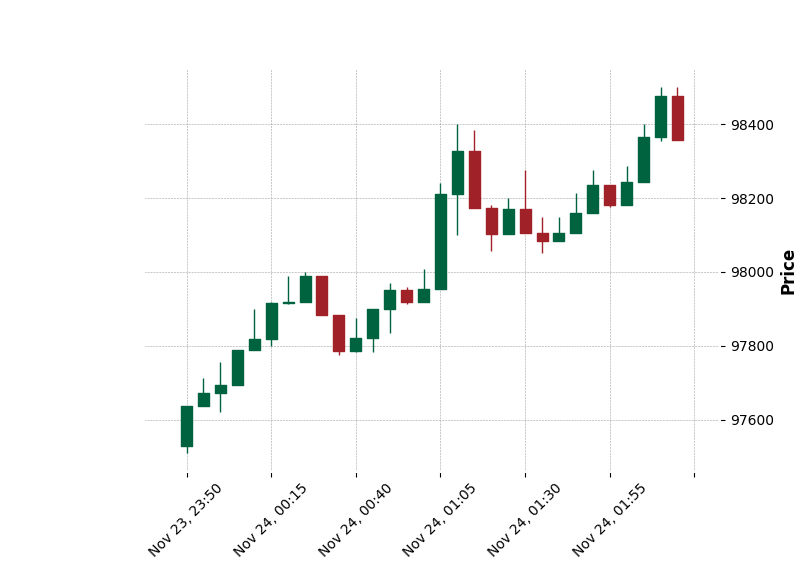 98400
98200
98000
97800
97600
Price
Nov 23, 23:50
Nov 24, 00:15
Nov 24, 00:40
Nov 24, 01:05
Nov 24, 01:30
Nov 24, 01:55